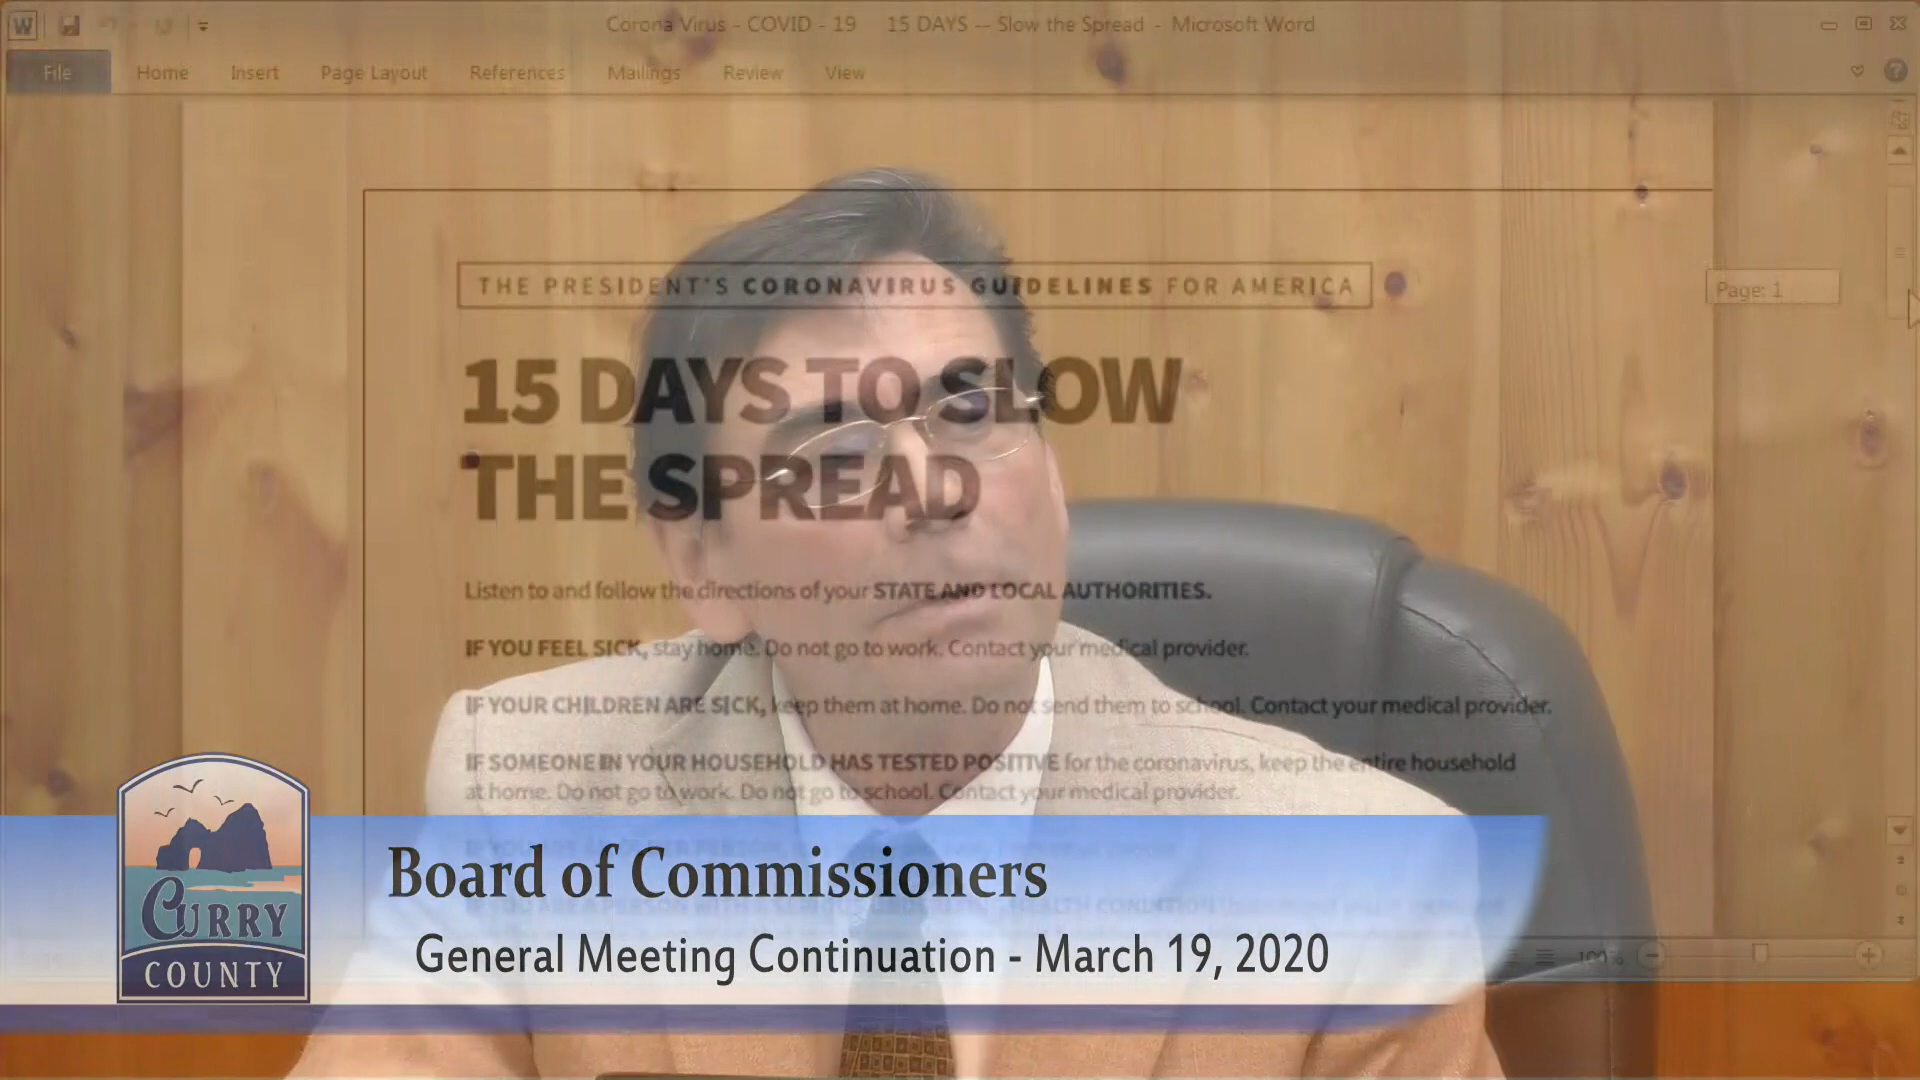 Corona Virus - COVID - 19 15 DAYS -- Slow the Spread - Microsoft Word
File Home Insert Page Layout References Mailings Review View
THE PRESIDENT'S CORONAVIRUS GUIDELINES FOR AMERICA
Page: 1
15 DAYS TO SLOW
THE SPREAD
Listen to and follow the directions of your STATE AND LOCAL AUTHORITIES.
IF YOU FEEL SICK, stay home. Do not go to work. Contact your medical provider.
IF YOUR CHILDREN ARE SICK, keep them at home. Do not send them to school. Contact your medical provider.
IF SOMEONE IN YOUR HOUSEHOLD HAS TESTED POSITIVE for the coronavirus, keep the entire household
at home. Do not go to work. Do not go to school. Contact your medical provider.
Board of Commissioners
General Meeting Continuation - March 19, 2020
CURRY
COUNTY
100%